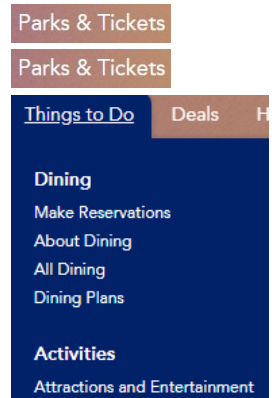 Parks & Tickets
Parks & Tickets
Things to Do Deals
Dining
Make Reservations
About Dining
All Dining
Dining Plans
Activities
Attractions and Entertainment